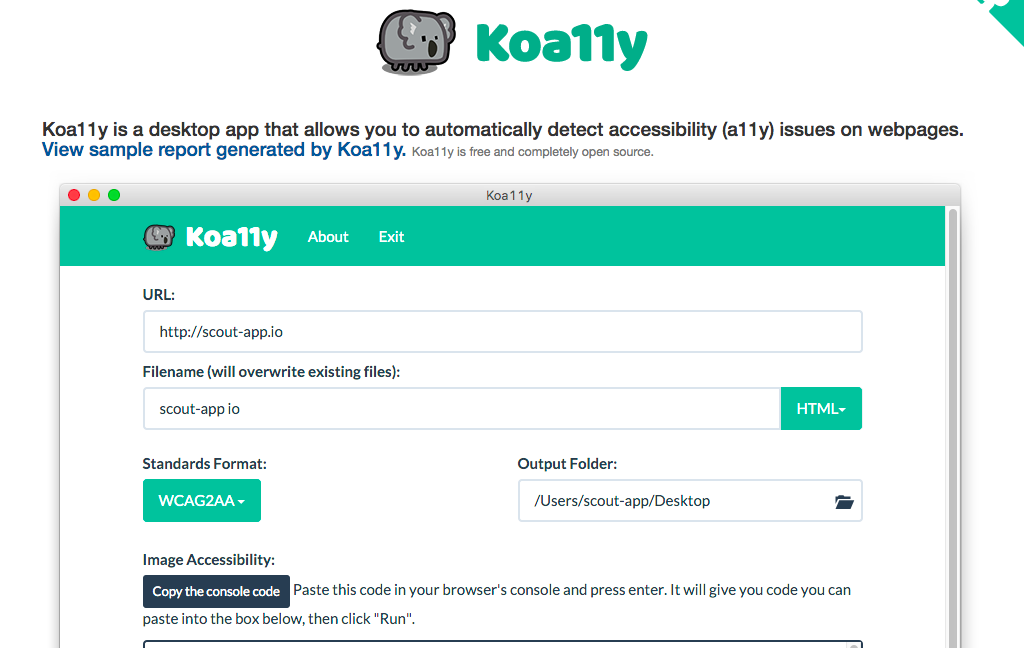 Koa11y
Koa11y is a desktop app that allows you to automatically detect accessibility (a11y) issues on webpages.
View sample report generated by Koa11y. Koa11y is free and completely open source.
Koa11y
Koa11y About Exit
URL:
http://scout-app.io
Filename (will overwrite existing files):
scout-app io HTML
Standards Format: Output Folder:
WCAG2AA /Users/scout-app/Desktop
Image Accessibility:
Copy the console code Paste this code in your browser's console and press enter. It will give you code you can
paste into the box below, then click "Run".